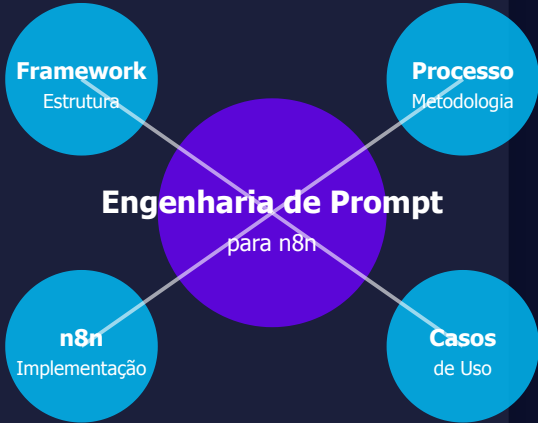 Framework
Estrutura
Processo
Metodologia
Engenharia de Prompt
para n8n
n8n
Implementação
Casos
de Uso